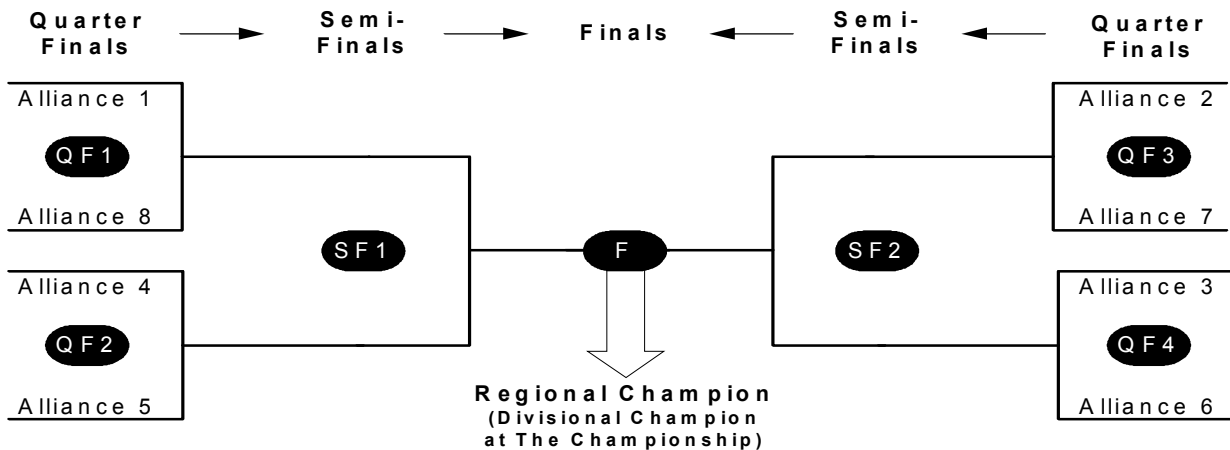 Quarter Finals
Semi-Finals
Finals
Semi-Finals
Quarter Finals
Alliance 1
QF1
Alliance 8
Alliance 4
QF2
Alliance 5
SF1
F
SF2
Alliance 2
QF3
Alliance 7
Alliance 3
QF4
Alliance 6
Regional Champion
(Divisional Champion
at The Championship)